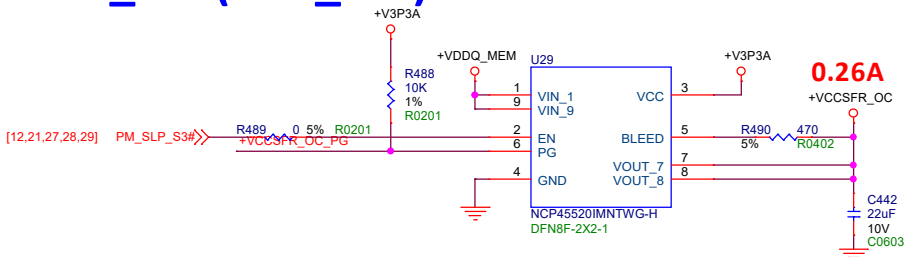 +V3P3A
R488
10K
1%
R0201
+VDDQ_MEM
U29
+V3P3A
0.26A
+VCCSFR_OC
1
VIN_1
9
VIN_9
VCC
3
[12,21,27,28,29] PM_SLP_S3#
R489 0 5% R0201
+VCCSFR_OC_PG
2
EN
6
PG
BLEED
5
R490 470
5%
R0402
4
GND
VOUT_7
7
VOUT_8
8
NCP45520IMNTWG-H
DFN8F-2X2-1
C442
22uF
10V
C0603